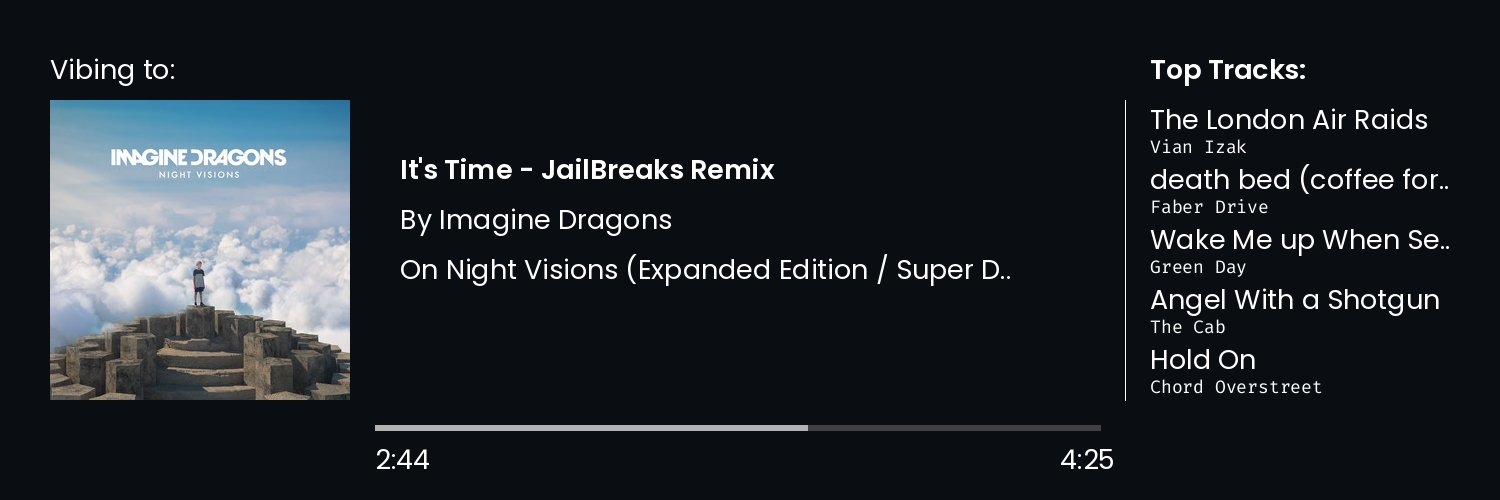 Vibing to:
IMAGINE DRAGONS
NIGHT VISIONS
It's Time - JailBreaks Remix
By Imagine Dragons
On Night Visions (Expanded Edition / Super D..
2:44
4:25
Top Tracks:
The London Air Raids
Vian Izak
death bed (coffee for..
Faber Drive
Wake Me up When Se..
Green Day
Angel With a Shotgun
The Cab
Hold On
Chord Overstreet